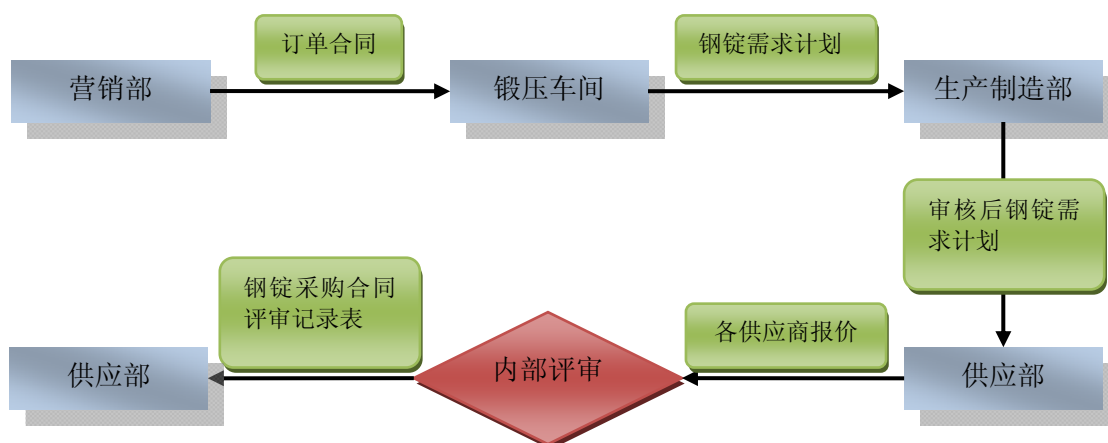 订单合同
钢锭需求计划
营销部
锻压车间
生产制造部
审核后钢锭需
求计划
钢锭采购合同
评审记录表
各供应商报价
供应部
内部评审
供应部